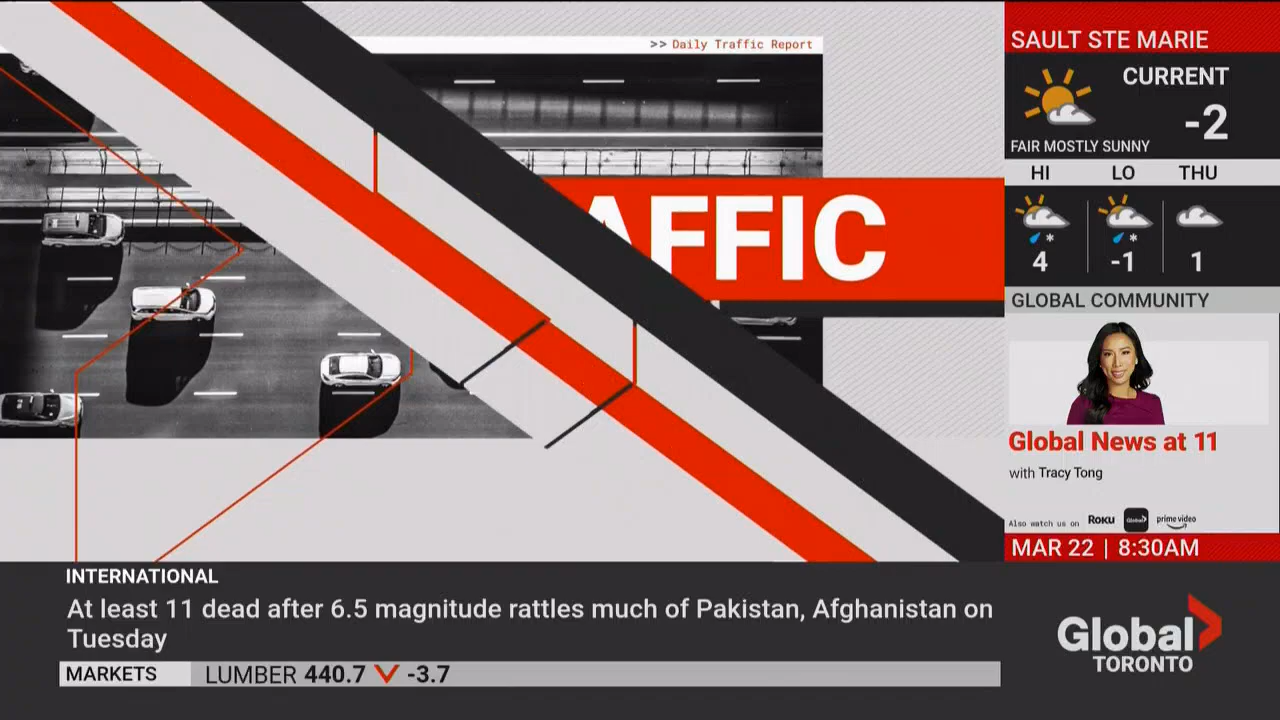 >> Daily Traffic Report
AFFIC
SAULT STE MARIE
CURRENT
-2
FAIR MOSTLY SUNNY
HI LO THU
4 -1 1
GLOBAL COMMUNITY
Global News at 11
with Tracy Tong
Also watch us on Roku Global prime video
MAR 22 | 8:30AM
INTERNATIONAL
At least 11 dead after 6.5 magnitude rattles much of Pakistan, Afghanistan on
Tuesday
MARKETS LUMBER 440.7 -3.7
Global
TORONTO